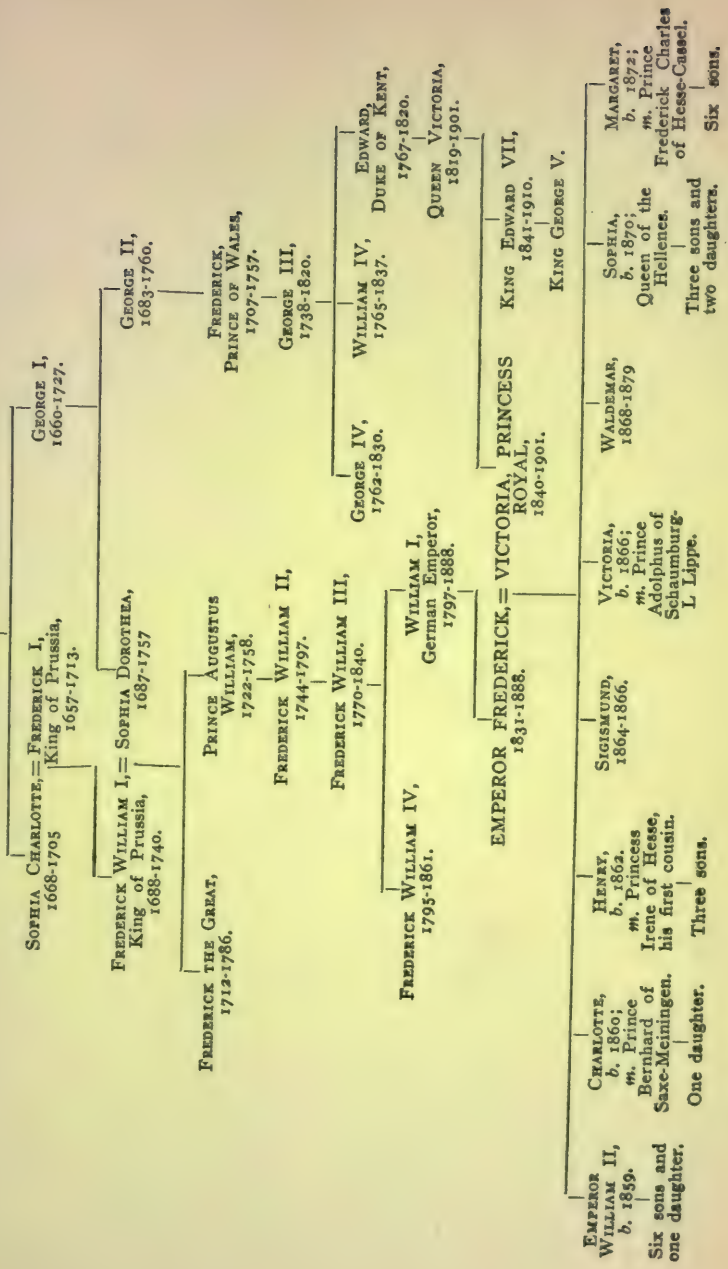 SOPHIA CHARLOTTE, = FREDERICK I,
1668-1705
King of Prussia,
1657-1713.
GEORGE I,
1660-1727.
FREDERICK WILLIAM I, = SOPHIA DOROTHEA,
King of Prussia,
1688-1740.
1687-1757
GEORGE II,
1683-1760.
FREDERICK THE GREAT,
1712-1786.
PRINCE AUGUSTUS
WILLIAM,
1722-1758.
FREDERICK,
PRINCE OF WALES,
1707-1757.
FREDERICK WILLIAM II,
1744-1797.
GEORGE III,
1738-1820.
FREDERICK WILLIAM III,
1770-1840.
GEORGE IV,
1762-1830.
WILLIAM IV,
1765-1837.
EDWARD,
DUKE OF KENT,
1767-1820.
FREDERICK WILLIAM IV,
1795-1861.
WILLIAM I,
German Emperor,
1797-1888.
QUEEN VICTORIA,
1819-1901.
EMPEROR FREDERICK, = VICTORIA, PRINCESS
1831-1888.
ROYAL,
1840-1901.
KING EDWARD VII,
1841-1910.
KING GEORGE V.
EMPEROR
WILLIAM II,
b. 1859.
Six sons and
one daughter.
CHARLOTTE,
b. 1860;
m. Prince
Bernhard of
Saxe-Meiningen.
One daughter.
HENRY,
b. 1862.
m. Princess
Irene of Hesse,
his first cousin.
Three sons.
SIGISMUND,
1864-1866.
VICTORIA,
b. 1866;
m. Prince
Adolphus of
Schaumburg-
L Lippe.
WALDEMAR,
1868-1879
SOPHIA,
b. 1870;
Queen of the
Hellenes.
Three sons and
two daughters.
MARGARET,
b. 1872;
m. Prince
Frederick Charles
of Hesse-Cassel.
Six sons.